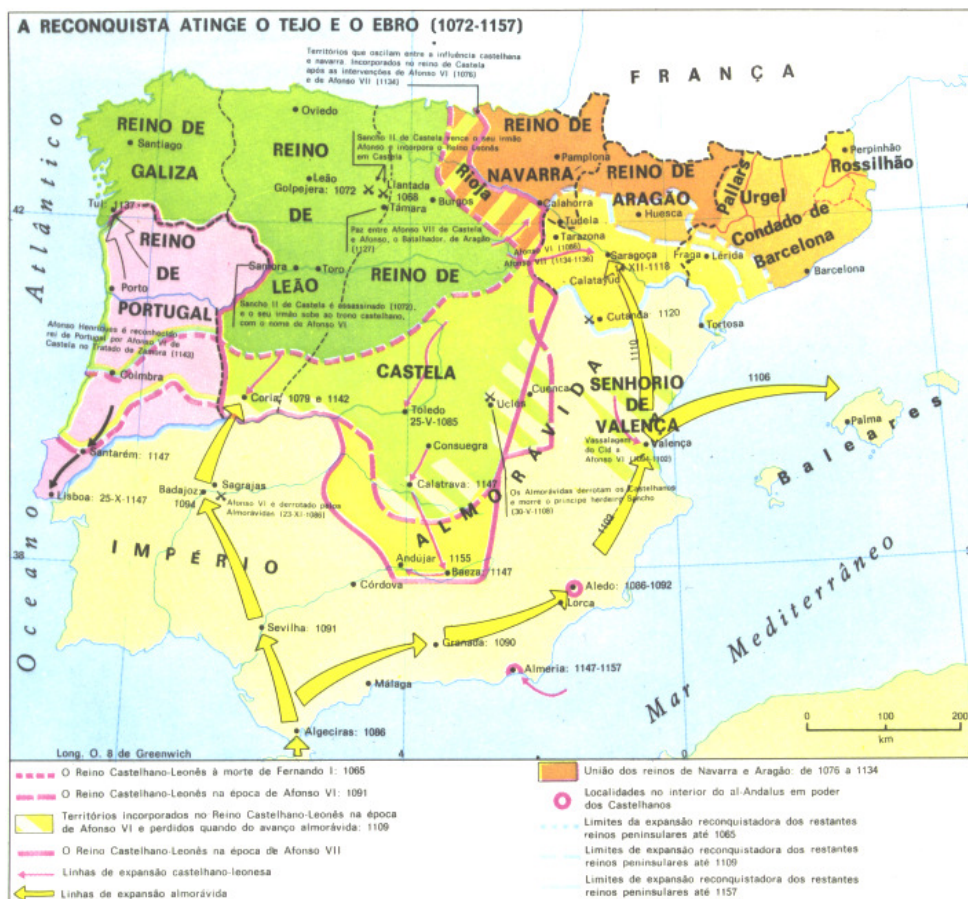 A RECONQUISTA ATINGE O TEJO E O EBRO (1072-1157)
Territórios que oscilam entre a influência castelhana
e navarra. Incorporados no reino de Castela
após as intervenções de Afonso VI (1076)
e de Afonso VII (1134)
FRANÇA
Oceano Atlântico
Oviedo
REINO DE
GALIZA
Santiago
REINO
DE
LEÃO
Sancho II de Castela vence o seu irmão
Afonso e incorpora o Reino Leonês
em Castela
Leão
Golpejera: 1072
Llantada
1068
Támara
Burgos
Rioja
REINO DE
NAVARRA
Pamplona
REINO DE
ARAGÃO
Huesca
Pallars
Urgel
Perpinhão
Rossilhão
Condado de
Barcelona
Barcelona
42
Tui: 1137
REINO
DE
PORTUGAL
Porto
Paz entre Afonso VII de Castela
e Afonso, o Batalhador, de Aragão
(1127)
Calahorra
Tudela
Tarazona
Afonso VI (1086)
Afonso VII (1134-1136)
Saragoça
XII-1118
Fraga
Lérida
Calatayud
Samora
Toro
REINO DE
CASTELA
Sancho II de Castela é assassinado (1072),
e o seu irmão sobe ao trono castelhano,
com o nome de Afonso VI
Afonso Henriques é reconhecido
rei de Portugal por Afonso VII de
Castela no Tratado de Zamora (1143)
Cutanda 1120
Tortosa
Coimbra
Coria: 1079 e 1142
Toledo
25-V-1085
Uclés
Cuenca
1110
SENHORIO
DE
VALENÇA
1106
Palma
Baleares
Valença
Vassalagem
do Cid a
Afonso VI
Santarém: 1147
Lisboa: 25-X-1147
Consuegra
Sagrajas
Badajoz
1094
Afonso VI é derrotado pelos
Almorávidas (23-XI-1086)
Calatrava: 1147
Os Almorávidas derrotam os Castelhanos
e morre o príncipe herdeiro Sancho
(30-V-1108)
1102
IMPÉRIO
ALMORÁVIDA
38
Andújar
1155
Baeza: 1147
Córdova
Aledo: 1086-1092
Lorca
Sevilha: 1091
Granada: 1090
Almeria: 1147-1157
Málaga
Algeciras: 1086
Mar Mediterrâneo
0 100 200
km
Long. O. 8 de Greenwich
4
0
O Reino Castelhano-Leonês à morte de Fernando I: 1065
O Reino Castelhano-Leonês na época de Afonso VI: 1091
Territórios incorporados no Reino Castelhano-Leonês na época
de Afonso VI e perdidos quando do avanço almorávida: 1109
O Reino Castelhano-Leonês na época de Afonso VII
Linhas de expansão castelhano-leonesa
Linhas de expansão almorávida
União dos reinos de Navarra e Aragão: de 1076 a 1134
Localidades no interior do al-Andalus em poder
dos Castelhanos
Limites da expansão reconquistadora dos restantes
reinos peninsulares até 1065
Limites de expansão reconquistadora dos restantes
reinos peninsulares até 1109
Limites de expansão reconquistadora dos restantes
reinos peninsulares até 1157